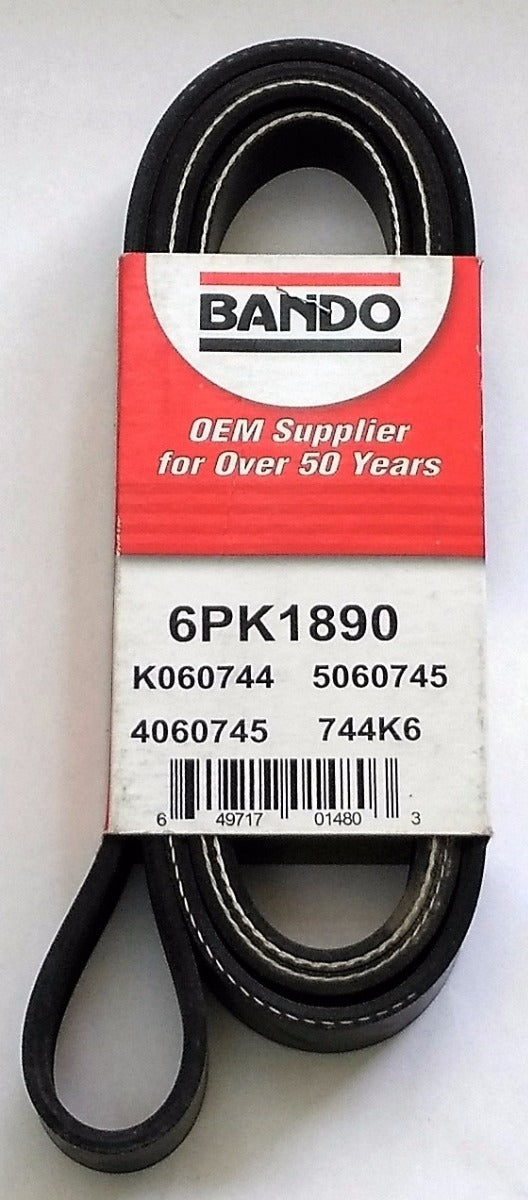 BANDO
OEM Supplier
for Over 50 Years
6PK1890
K060744 5060745
4060745 744K6
6 49717 01480 3